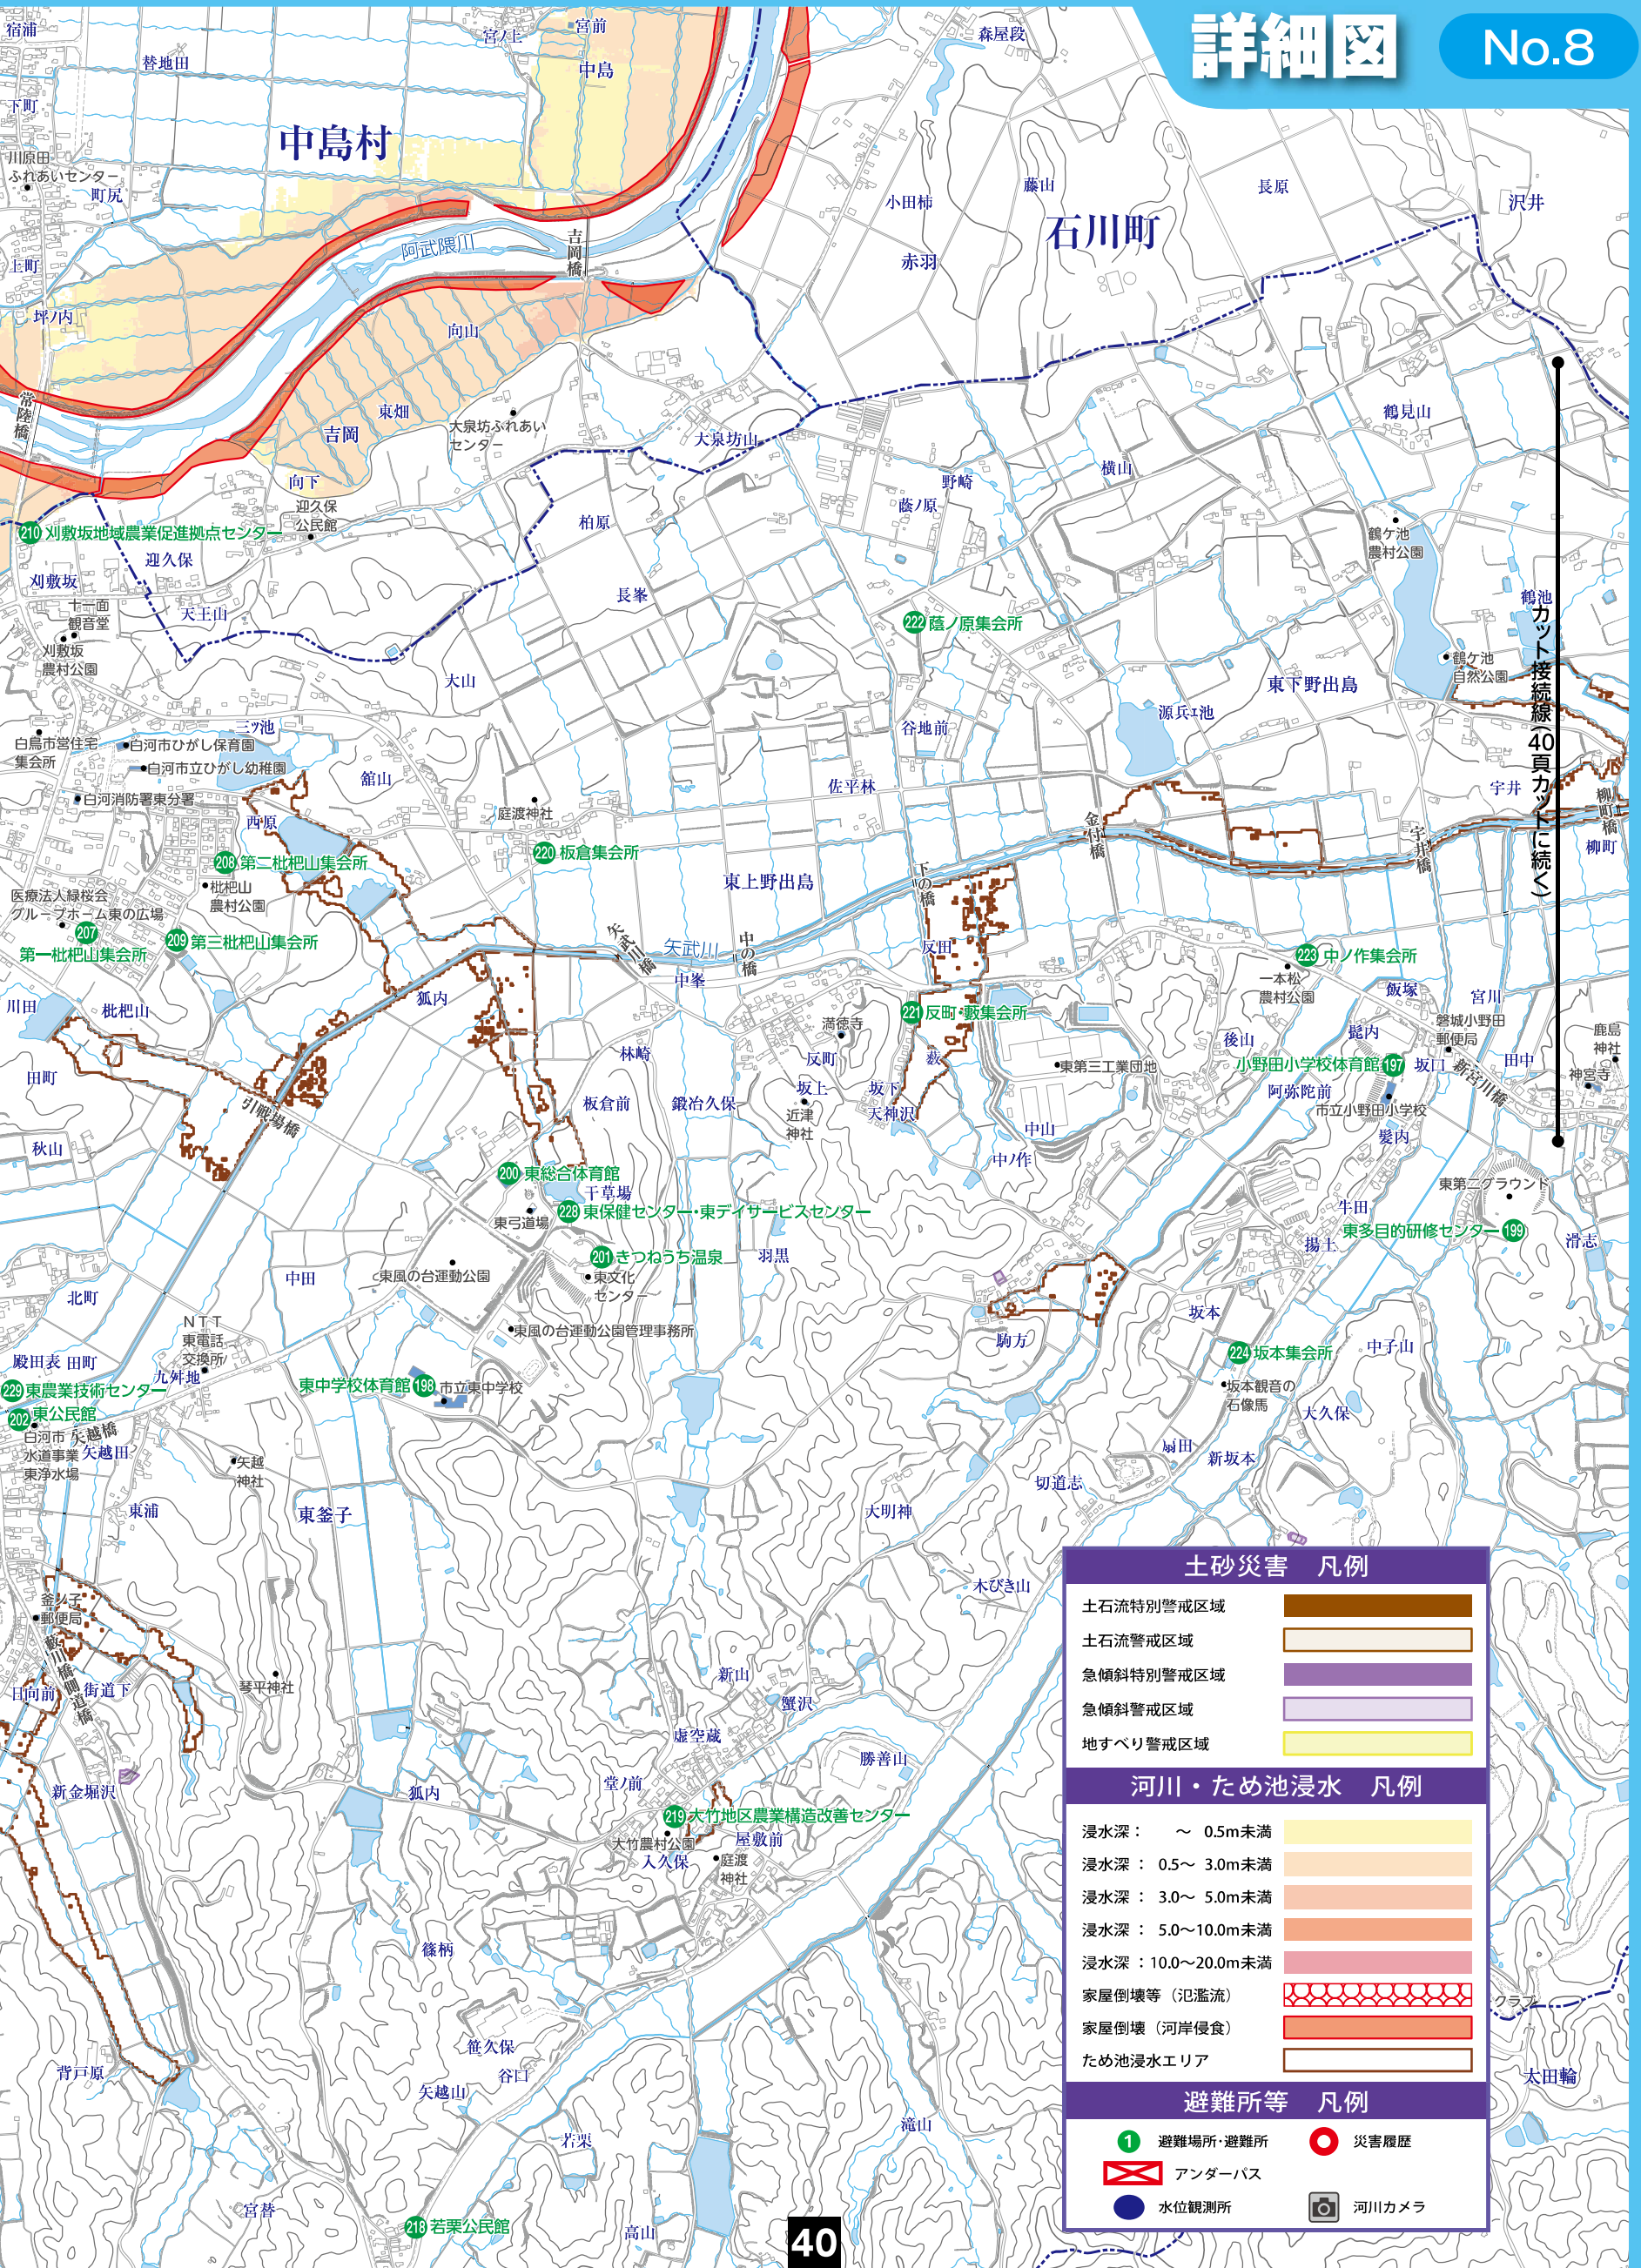 詳細図
No.8
宿浦
替地田
宮ノ上
宮前
中島
森屋段
下町
中島村
川原田
ふれあいセンター
町尻
小田柿
藤山
長原
沢井
石川町
上町
阿武隈川
吉岡橋
赤羽
坪ノ内
向山
常陸橋
東畑
吉岡
大泉坊ふれあい
センター
大泉坊山
鶴見山
向下
迎久保
公民館
柏原
野崎
蔭ノ原
横山
210 刈敷坂地域農業促進拠点センター
鶴ケ池
農村公園
迎久保
刈敷坂
十一面
観音堂
天王山
長峯
鶴池
カット接続線(40頁カットに続く)
刈敷坂
農村公園
222 蔭ノ原集会所
鶴ケ池
自然公園
大山
東下野出島
源兵エ池
三ツ池
谷地前
白鳥市営住宅
集会所
白河市ひがし保育園
白河市立ひがし幼稚園
舘山
佐平林
宇井
白河消防署東分署
庭渡神社
西原
金付橋
宇井橋
柳町橋
柳町
208 第二枇杷山集会所
220 板倉集会所
枇杷山
農村公園
東上野出島
下の橋
医療法人緑桜会
グループホーム東の広場
207
第一枇杷山集会所
209 第三枇杷山集会所
矢武川橋
矢武川
中の橋
反田
223 中ノ作集会所
中峯
一本松
農村公園
飯塚
宮川
川田
枇杷山
狐内
221 反町・藪集会所
満徳寺
磐城小野田
郵便局
鹿島
神社
林崎
反町
薮
後山
髭内
田町
東第三工業団地
小野田小学校体育館 197
坂口
田中
新宮川橋
神宮寺
引戦場橋
板倉前
鍛冶久保
坂上
坂下
天神沢
阿弥陀前
近津
神社
市立小野田小学校
秋山
中山
髪内
中ノ作
200 東総合体育館
干草場
東第二グラウンド
228 東保健センター・東デイサービスセンター
東弓道場
牛田
東多目的研修センター 199
201 きつねうち温泉
羽黒
揚土
滑志
中田
東風の台運動公園
東文化
センター
北町
坂本
NTT
東電話
交換所
東風の台運動公園管理事務所
駒方
中子山
224 坂本集会所
殿田表
田町
九舛地
229 東農業技術センター
東中学校体育館 198
市立東中学校
坂本観音の
石像馬
202 東公民館
大久保
白河市
水道事業
東浄水場
矢越橋
矢越田
矢越
神社
扇田
新坂本
切道志
東浦
東釜子
大明神
木びき山
釜ノ子
郵便局
藪川橋側道橋
新山
日向前
街道下
琴平神社
蟹沢
虚空蔵
勝善山
新金堀沢
堂ノ前
狐内
219 大竹地区農業構造改善センター
大竹農村公園
屋敷前
入久保
庭渡
神社
篠柄
クラブ
笹久保
背戸原
谷口
矢越山
太田輪
滝山
若栗
宮替
218 若栗公民館
高山
土砂災害 凡例
土石流特別警戒区域
土石流警戒区域
急傾斜特別警戒区域
急傾斜警戒区域
地すべり警戒区域
河川・ため池浸水 凡例
浸水深: ~ 0.5m未満
浸水深: 0.5~ 3.0m未満
浸水深: 3.0~ 5.0m未満
浸水深: 5.0~10.0m未満
浸水深:10.0~20.0m未満
家屋倒壊等(氾濫流)
家屋倒壊(河岸侵食)
ため池浸水エリア
避難所等 凡例
1 避難場所・避難所
災害履歴
アンダーパス
水位観測所
河川カメラ
40